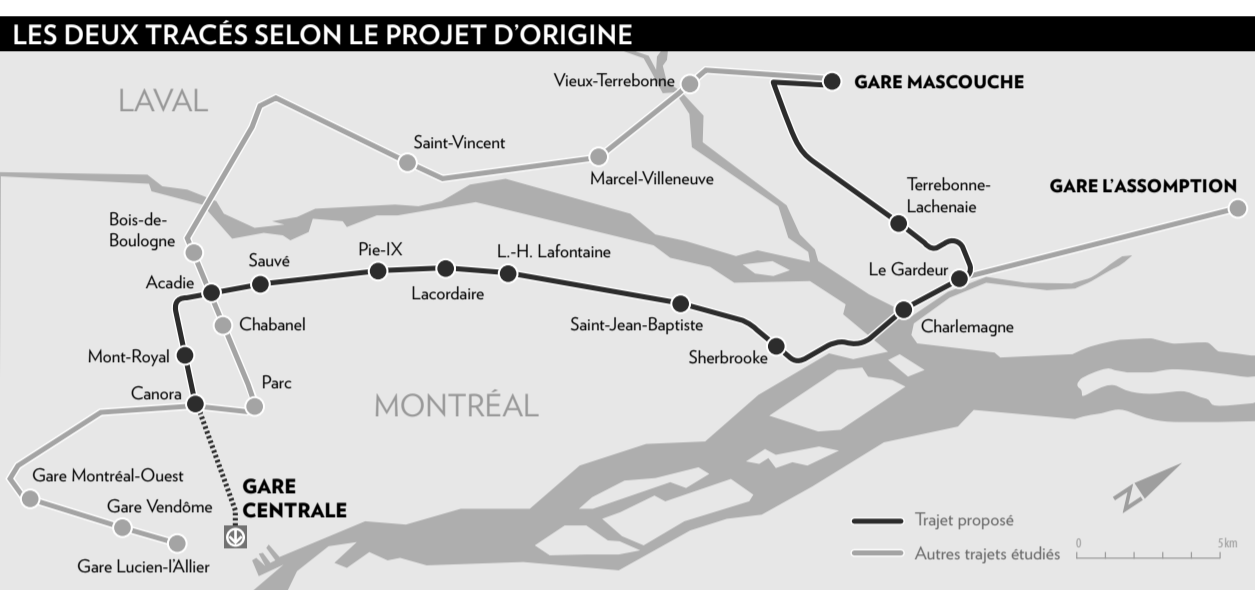 LES DEUX TRACÉS SELON LE PROJET D'ORIGINE
LAVAL
Vieux-Terrebonne
GARE MASCOUCHE
Saint-Vincent
Marcel-Villeneuve
Terrebonne-
Lachenaie
GARE L'ASSOMPTION
Bois-de-
Boulogne
Acadie
Sauvé
Pie-IX
Lacordaire
L.-H. Lafontaine
Le Gardeur
Chabanel
Saint-Jean-Baptiste
Charlemagne
Sherbrooke
Mont-Royal
Canora
Parc
MONTRÉAL
Gare Montréal-Ouest
Gare Vendôme
Gare Lucien-l'Allier
GARE
CENTRALE
N
Trajet proposé
Autres trajets étudiés
0 5km